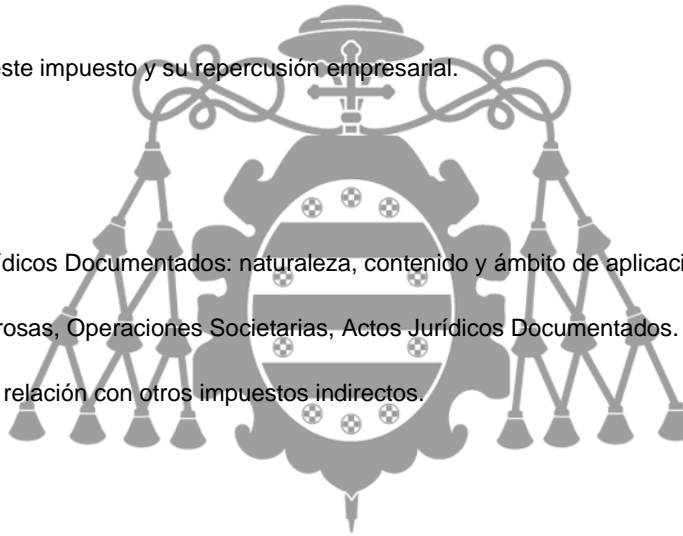 este impuesto y su repercusión empresarial.
ídicos Documentados: naturaleza, contenido y ámbito de aplicaci
rosas, Operaciones Societarias, Actos Jurídicos Documentados.
relación con otros impuestos indirectos.